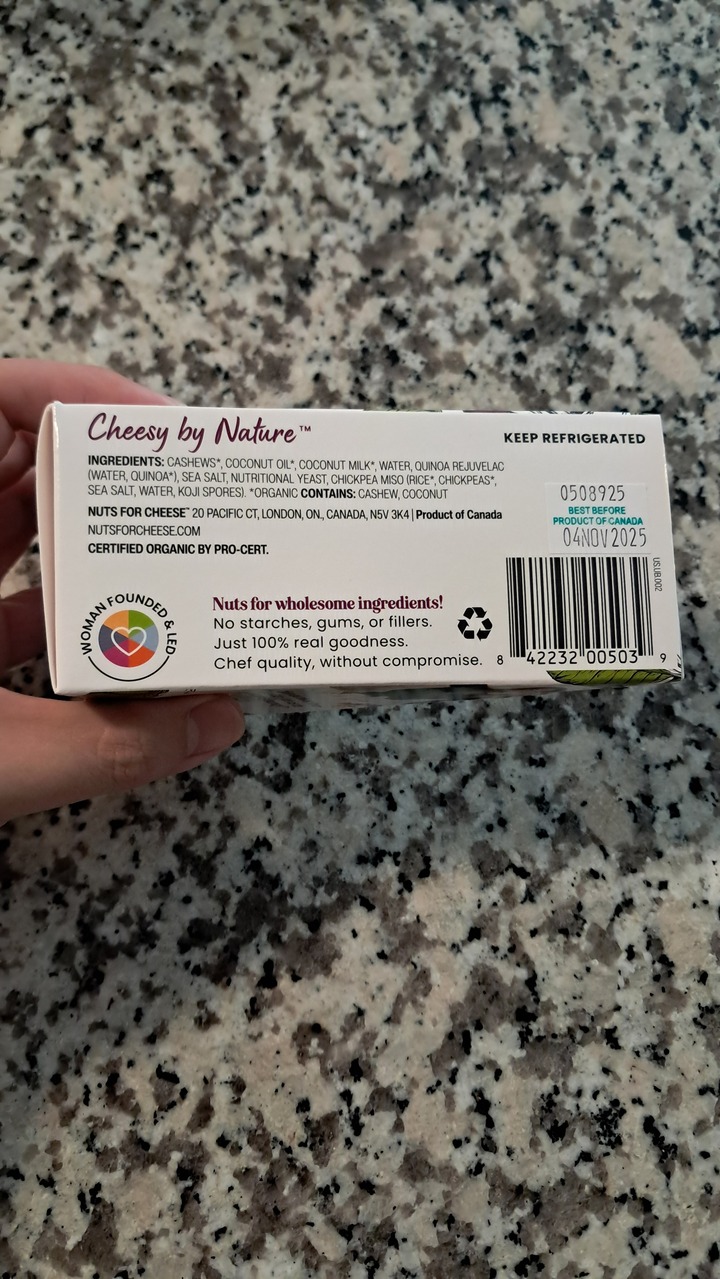 Cheesy by Nature™
KEEP REFRIGERATED
INGREDIENTS: CASHEWS*, COCONUT OIL*, COCONUT MILK*, WATER, QUINOA REJUVELAC
(WATER, QUINOA*), SEA SALT, NUTRITIONAL YEAST, CHICKPEA MISO (RICE*, CHICKPEAS*,
SEA SALT, WATER, KOJI SPORES). *ORGANIC CONTAINS: CASHEW, COCONUT
NUTS FOR CHEESE™ 20 PACIFIC CT, LONDON, ON., CANADA, N5V 3K4 | Product of Canada
NUTSFORCHEESE.COM
CERTIFIED ORGANIC BY PRO-CERT.
0508925
BEST BEFORE
PRODUCT OF CANADA
04NOV2025
WOMAN FOUNDED & LED
Nuts for wholesome ingredients!
No starches, gums, or fillers.
Just 100% real goodness.
Chef quality, without compromise.
US.UB.002
8 42232 00503 9